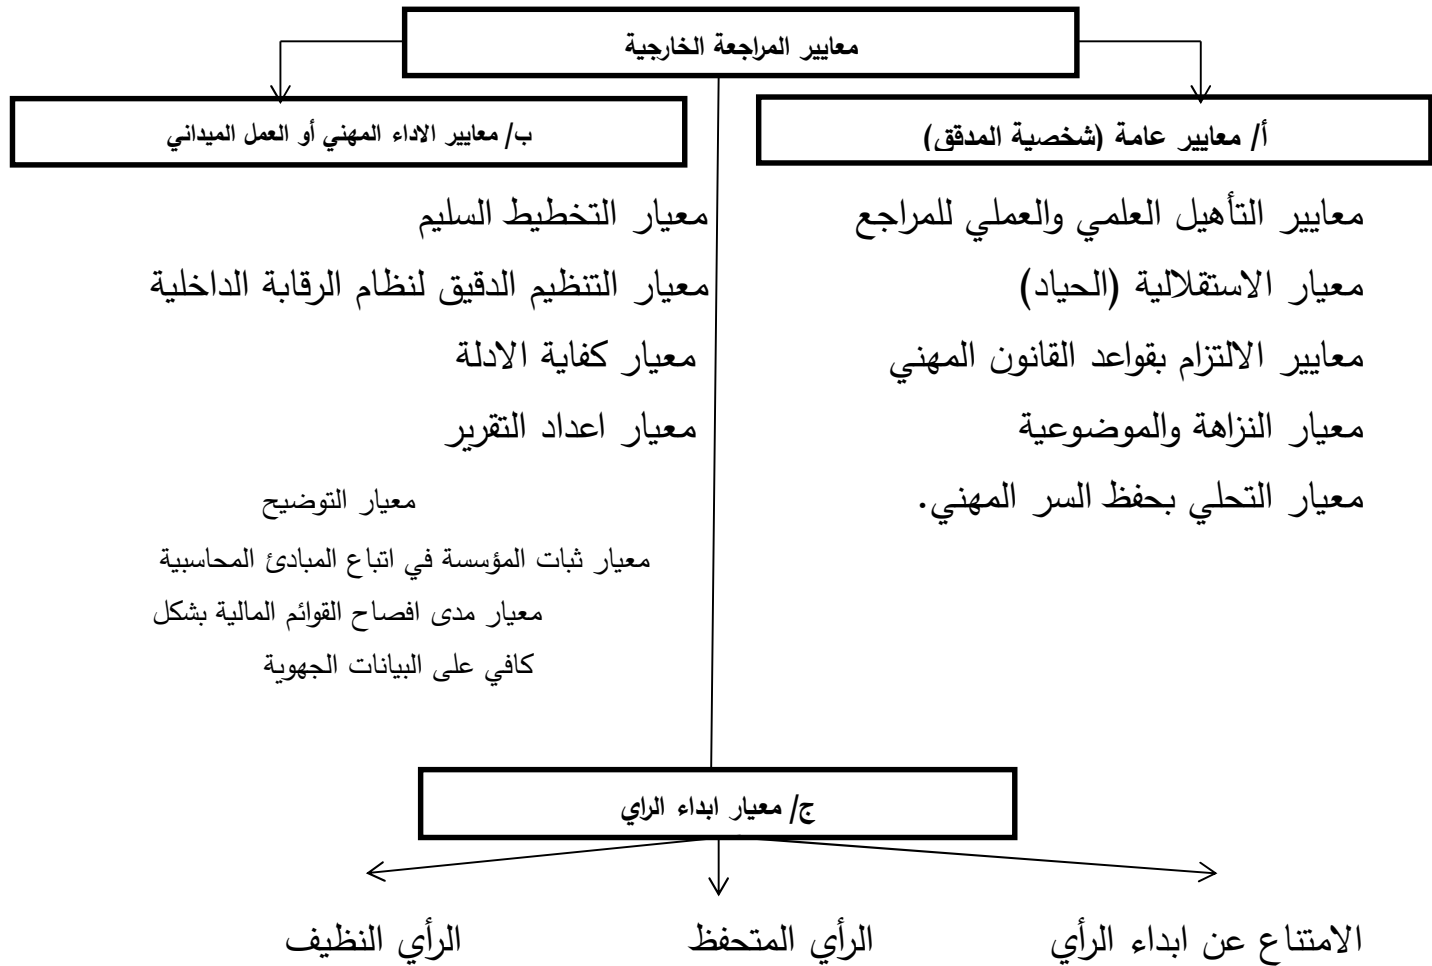 معايير المراجعة الخارجية
أ/ معايير عامة (شخصية المدقق)
معايير التأهيل العلمي والعملي للمراجع
معيار الاستقلالية (الحياد)
معايير الالتزام بقواعد القانون المهني
معيار النزاهة والموضوعية
معيار التحلي بحفظ السر المهني.
ب/ معايير الاداء المهني أو العمل الميداني
معيار التخطيط السليم
معيار التنظيم الدقيق لنظام الرقابة الداخلية
معيار كفاية الادلة
معيار اعداد التقرير
معيار التوضيح
معيار ثبات المؤسسة في اتباع المبادئ المحاسبية
معيار مدى افصاح القوائم المالية بشكل
كافي على البيانات الجهوية
ج/ معيار ابداء الراي
الامتناع عن ابداء الرأي
الرأي المتحفظ
الرأي النظيف